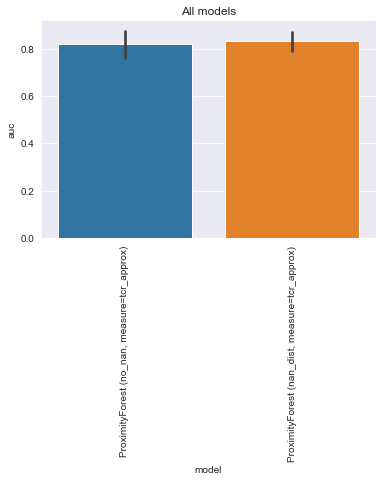 All models
auc
0.8
0.6
0.4
0.2
0.0
ProximityForest (no_nan, measure=tcr_approx)
ProximityForest (nan_dist, measure=tcr_approx)
model